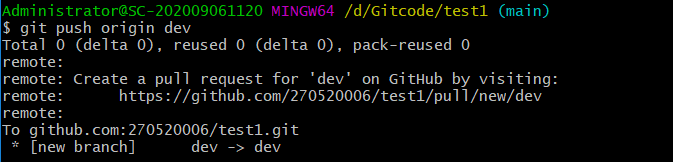 Administrator@SC-202009061120 MINGW64 /d/Gitcode/test1 (main)
$ git push origin dev
Total 0 (delta 0), reused 0 (delta 0), pack-reused 0
remote:
remote: Create a pull request for 'dev' on GitHub by visiting:
remote:      https://github.com/270520006/test1/pull/new/dev
remote:
To github.com:270520006/test1.git
 * [new branch]      dev -> dev